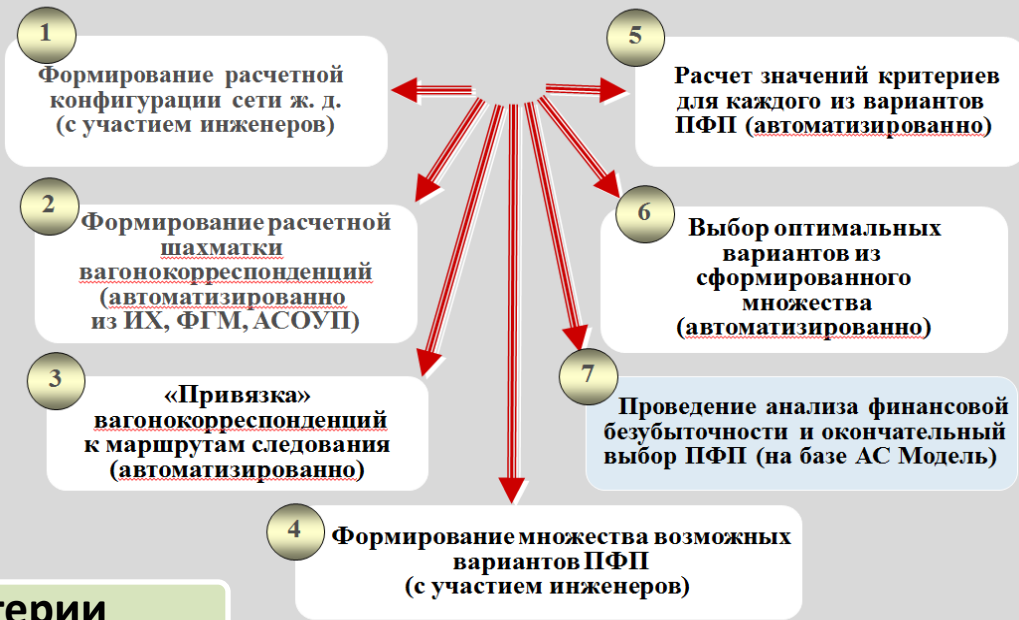 1
Формирование расчетной
конфигурации сети ж. д.
(с участием инженеров)
2
Формирование расчетной
шахматки
вагонокорреспонденций
(автоматизированно
из ИХ, ФГМ, АСОУП)
3
«Привязка»
вагонокорреспонденций
к маршрутам следования
(автоматизированно)
4
Формирование множества возможных
вариантов ПФП
(с участием инженеров)
5
Расчет значений критериев
для каждого из вариантов
ПФП (автоматизированно)
6
Выбор оптимальных
вариантов из
сформированного
множества
(автоматизированно)
7
Проведение анализа финансовой
безубыточности и окончательный
выбор ПФП (на базе АС Модель)